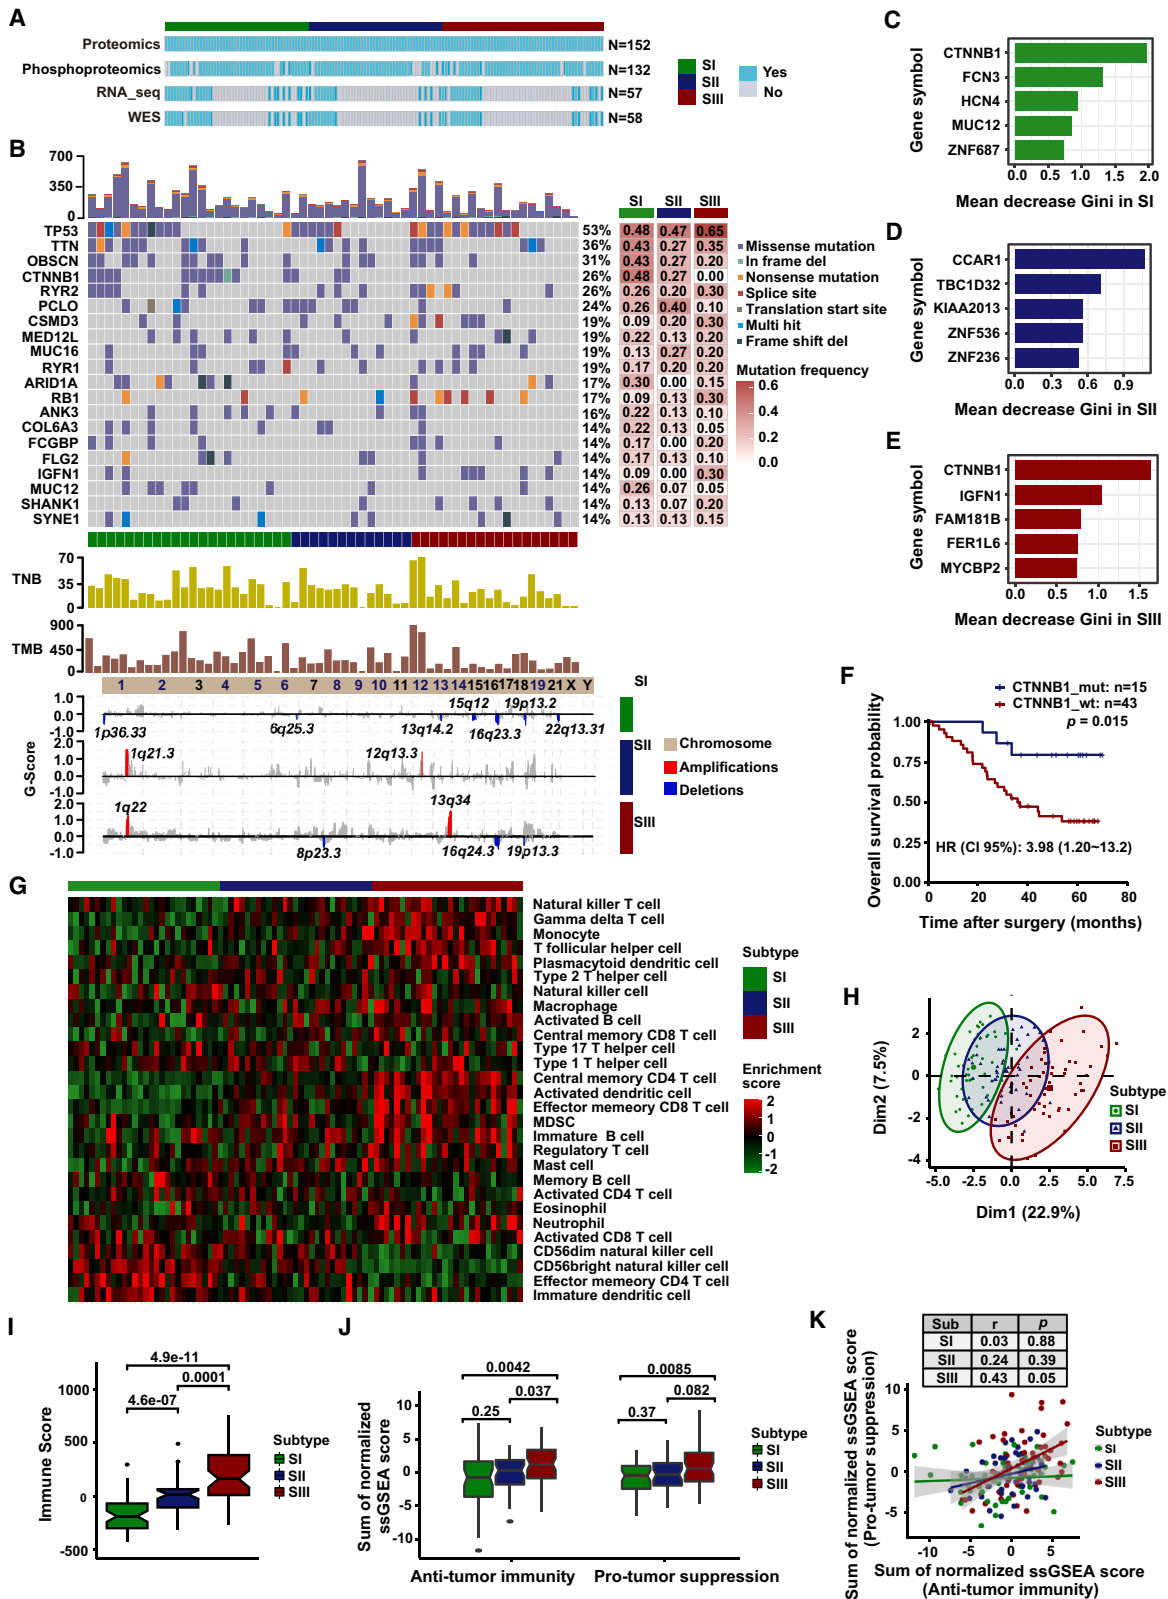 A
Proteomics
N=152
Phosphoproteomics
N=132
RNA_seq
N=57
WES
N=58
SI
SII
SIII
Yes
No
B
700
350
0
SI SII SIII
TP53 53% 0.48 0.47 0.65
TTN 36% 0.43 0.27 0.35
OBSCN 31% 0.43 0.27 0.20
CTNNB1 26% 0.48 0.27 0.00
RYR2 26% 0.26 0.20 0.30
PCLO 24% 0.26 0.40 0.10
CSMD3 19% 0.09 0.20 0.30
MED12L 19% 0.22 0.13 0.20
MUC16 19% 0.13 0.27 0.20
RYR1 19% 0.17 0.20 0.20
ARID1A 17% 0.30 0.00 0.15
RB1 17% 0.09 0.13 0.30
ANK3 16% 0.22 0.13 0.10
COL6A3 14% 0.22 0.13 0.05
FCGBP 14% 0.17 0.00 0.20
FLG2 14% 0.17 0.13 0.10
IGFN1 14% 0.09 0.00 0.30
MUC12 14% 0.26 0.07 0.05
SHANK1 14% 0.13 0.07 0.20
SYNE1 14% 0.13 0.13 0.15
Missense mutation
In frame del
Nonsense mutation
Splice site
Translation start site
Multi hit
Frame shift del
Mutation frequency
0.6
0.4
0.2
0.0
TNB
70
35
0
TMB
900
450
0
1 2 3 4 5 6 7 8 9 10 11 12 13 14 15 16 17 18 19 21 X Y
G-Score
1.0
0.0
-1.0
1p36.33
6q25.3
13q14.2
15q12
16q23.3
19p13.2
22q13.31
SI
2.0
1.0
0.0
-1.0
1q21.3
12q13.3
SII
2.0
1.0
0.0
-1.0
1q22
8p23.3
13q34
16q24.3
19p13.3
SIII
Chromosome
Amplifications
Deletions
C
Gene symbol
CTNNB1
FCN3
HCN4
MUC12
ZNF687
0.0 0.5 1.0 1.5 2.0
Mean decrease Gini in SI
D
Gene symbol
CCAR1
TBC1D32
KIAA2013
ZNF536
ZNF236
0.0 0.3 0.6 0.9
Mean decrease Gini in SII
E
Gene symbol
CTNNB1
IGFN1
FAM181B
FER1L6
MYCBP2
0.0 0.5 1.0 1.5
Mean decrease Gini in SIII
F
CTNNB1_mut: n=15
CTNNB1_wt: n=43
p = 0.015
Overall survival probability
1.00
0.75
0.50
0.25
0.00
HR (CI 95%): 3.98 (1.20~13.2)
0 20 40 60 80
Time after surgery (months)
G
Natural killer T cell
Gamma delta T cell
Monocyte
T follicular helper cell
Plasmacytoid dendritic cell
Type 2 T helper cell
Natural killer cell
Macrophage
Activated B cell
Central memory CD8 T cell
Type 17 T helper cell
Type 1 T helper cell
Central memory CD4 T cell
Activated dendritic cell
Effector memeory CD8 T cell
MDSC
Immature B cell
Regulatory T cell
Mast cell
Memory B cell
Activated CD4 T cell
Eosinophil
Neutrophil
Activated CD8 T cell
CD56dim natural killer cell
CD56bright natural killer cell
Effector memeory CD4 T cell
Immature dendritic cell
Subtype
SI
SII
SIII
Enrichment
score
2
1
0
-1
-2
H
Dim2 (7.5%)
2
0
-2
-4
-5.0 -2.5 0.0 2.5 5.0 7.5
Dim1 (22.9%)
Subtype
SI
SII
SIII
I
Immune Score
1000
500
0
-500
4.9e-11
0.0001
4.6e-07
Subtype
SI
SII
SIII
J
Sum of normalized
ssGSEA score
10
5
0
-5
-10
0.0042
0.037
0.25
0.0085
0.082
0.37
Anti-tumor immunity Pro-tumor suppression
Subtype
SI
SII
SIII
K
Sub r p
SI 0.03 0.88
SII 0.24 0.39
SIII 0.43 0.05
Sum of normalized ssGSEA score
(Pro-tumor suppression)
10
5
0
-5
-10 -5 0 5
Sum of normalized ssGSEA score
(Anti-tumor immunity)
Subtype
SI
SII
SIII